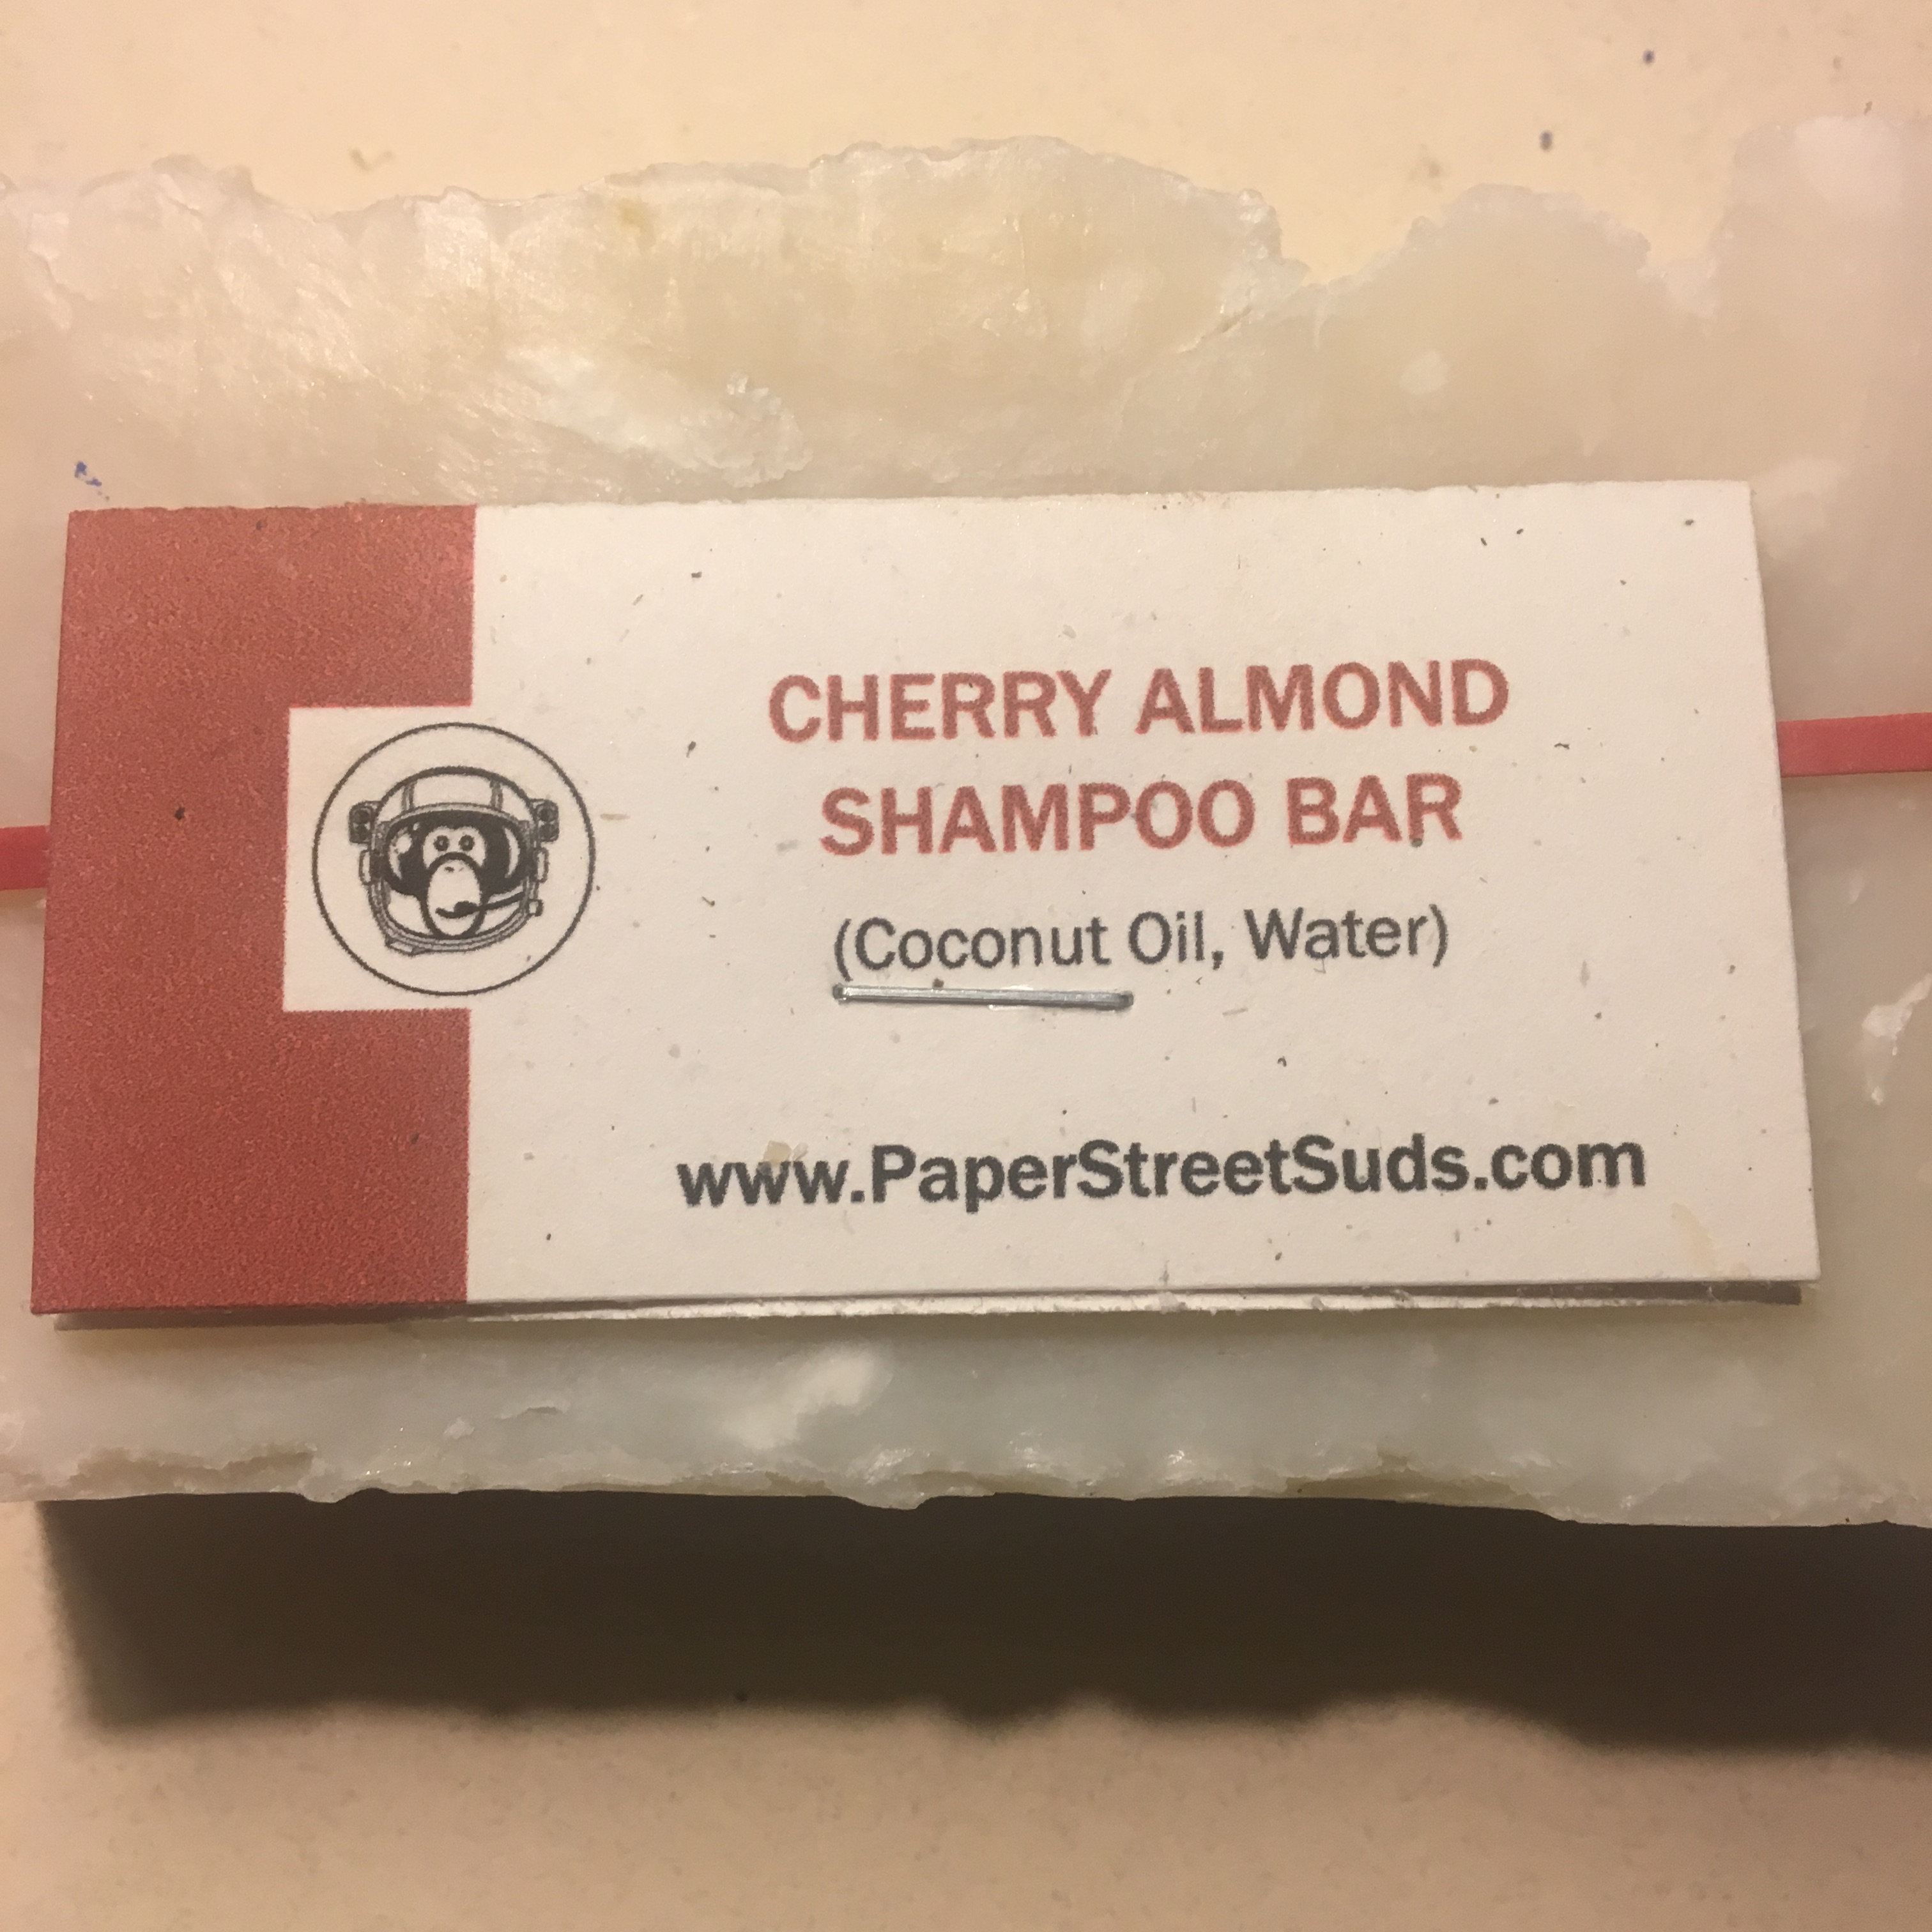 CHERRY ALMOND
SHAMPOO BAR
(Coconut Oil, Water)
www.PaperStreetSuds.com